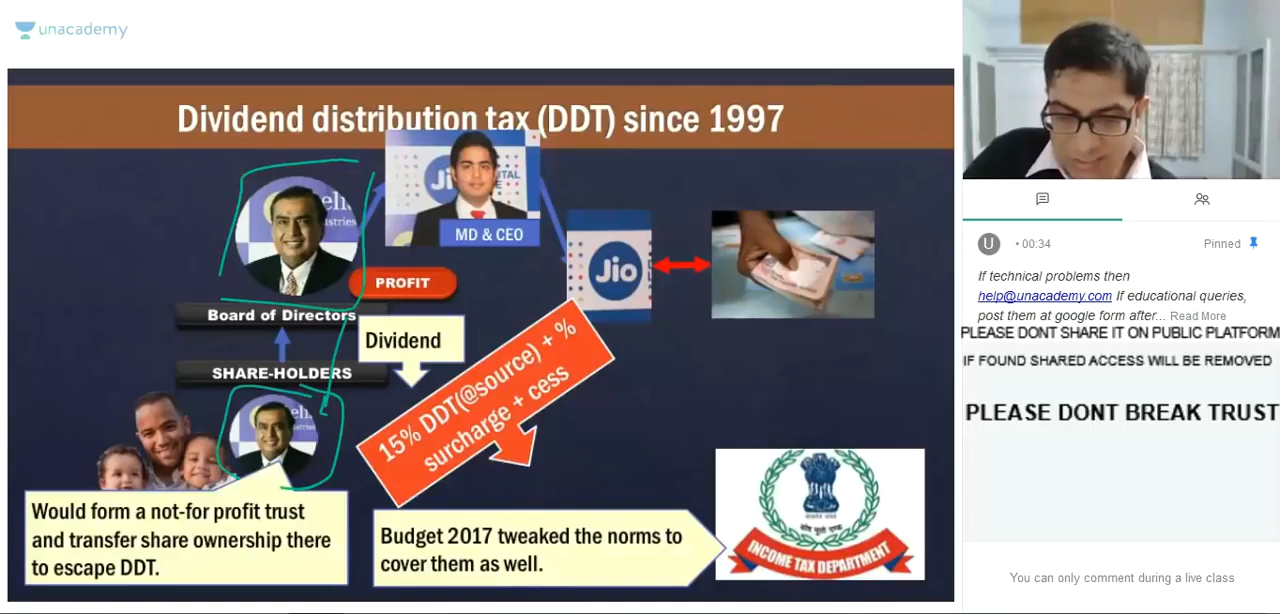 unacademy
Dividend distribution tax (DDT) since 1997
MD & CEO
Jio
PROFIT
Board of Directors
Dividend
SHARE-HOLDERS
15% DDT(@source) + %
surcharge + cess
Would form a not-for profit trust
and transfer share ownership there
to escape DDT.
Budget 2017 tweaked the norms to
cover them as well.
INCOME TAX DEPARTMENT
U
• 00:34
Pinned
If technical problems then
help@unacademy.com If educational queries,
post them at google form after... Read More
PLEASE DONT SHARE IT ON PUBLIC PLATFORM
IF FOUND SHARED ACCESS WILL BE REMOVED
PLEASE DONT BREAK TRUST
You can only comment during a live class